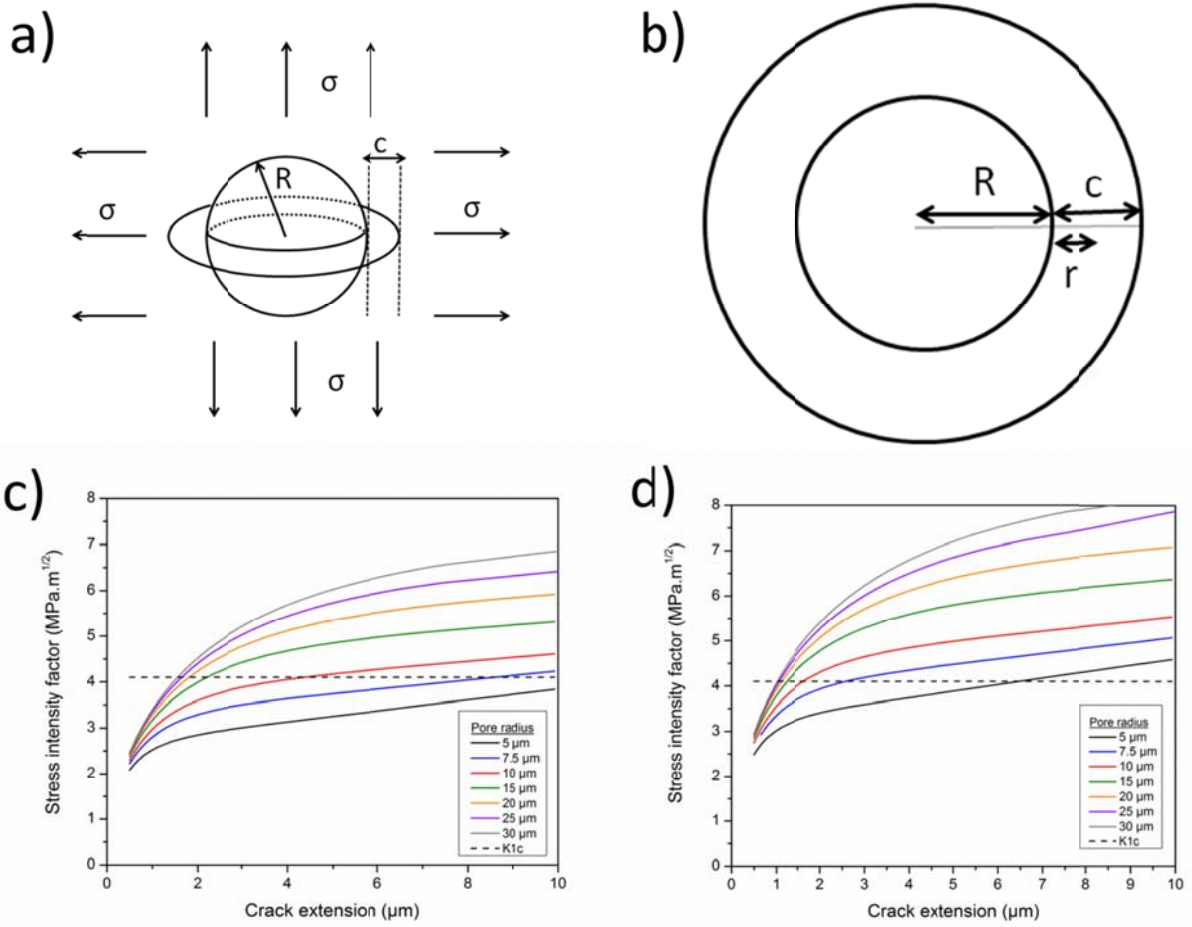 a)
σ
c
R
σ
σ
σ
b)
R
c
r
c)
8
7
6
5
4
3
2
1
0
Stress intensity factor (MPa.m1/2)
0
2
4
6
8
10
Crack extension (µm)
Pore radius
5 µm
7.5 µm
10 µm
15 µm
20 µm
25 µm
30 µm
K1c
d)
8
7
6
5
4
3
2
1
0
Stress intensity factor (MPa.m1/2)
0
1
2
3
4
5
6
7
8
9
10
Crack extension (µm)
Pore radius
5 µm
7.5 µm
10 µm
15 µm
20 µm
25 µm
30 µm
K1c